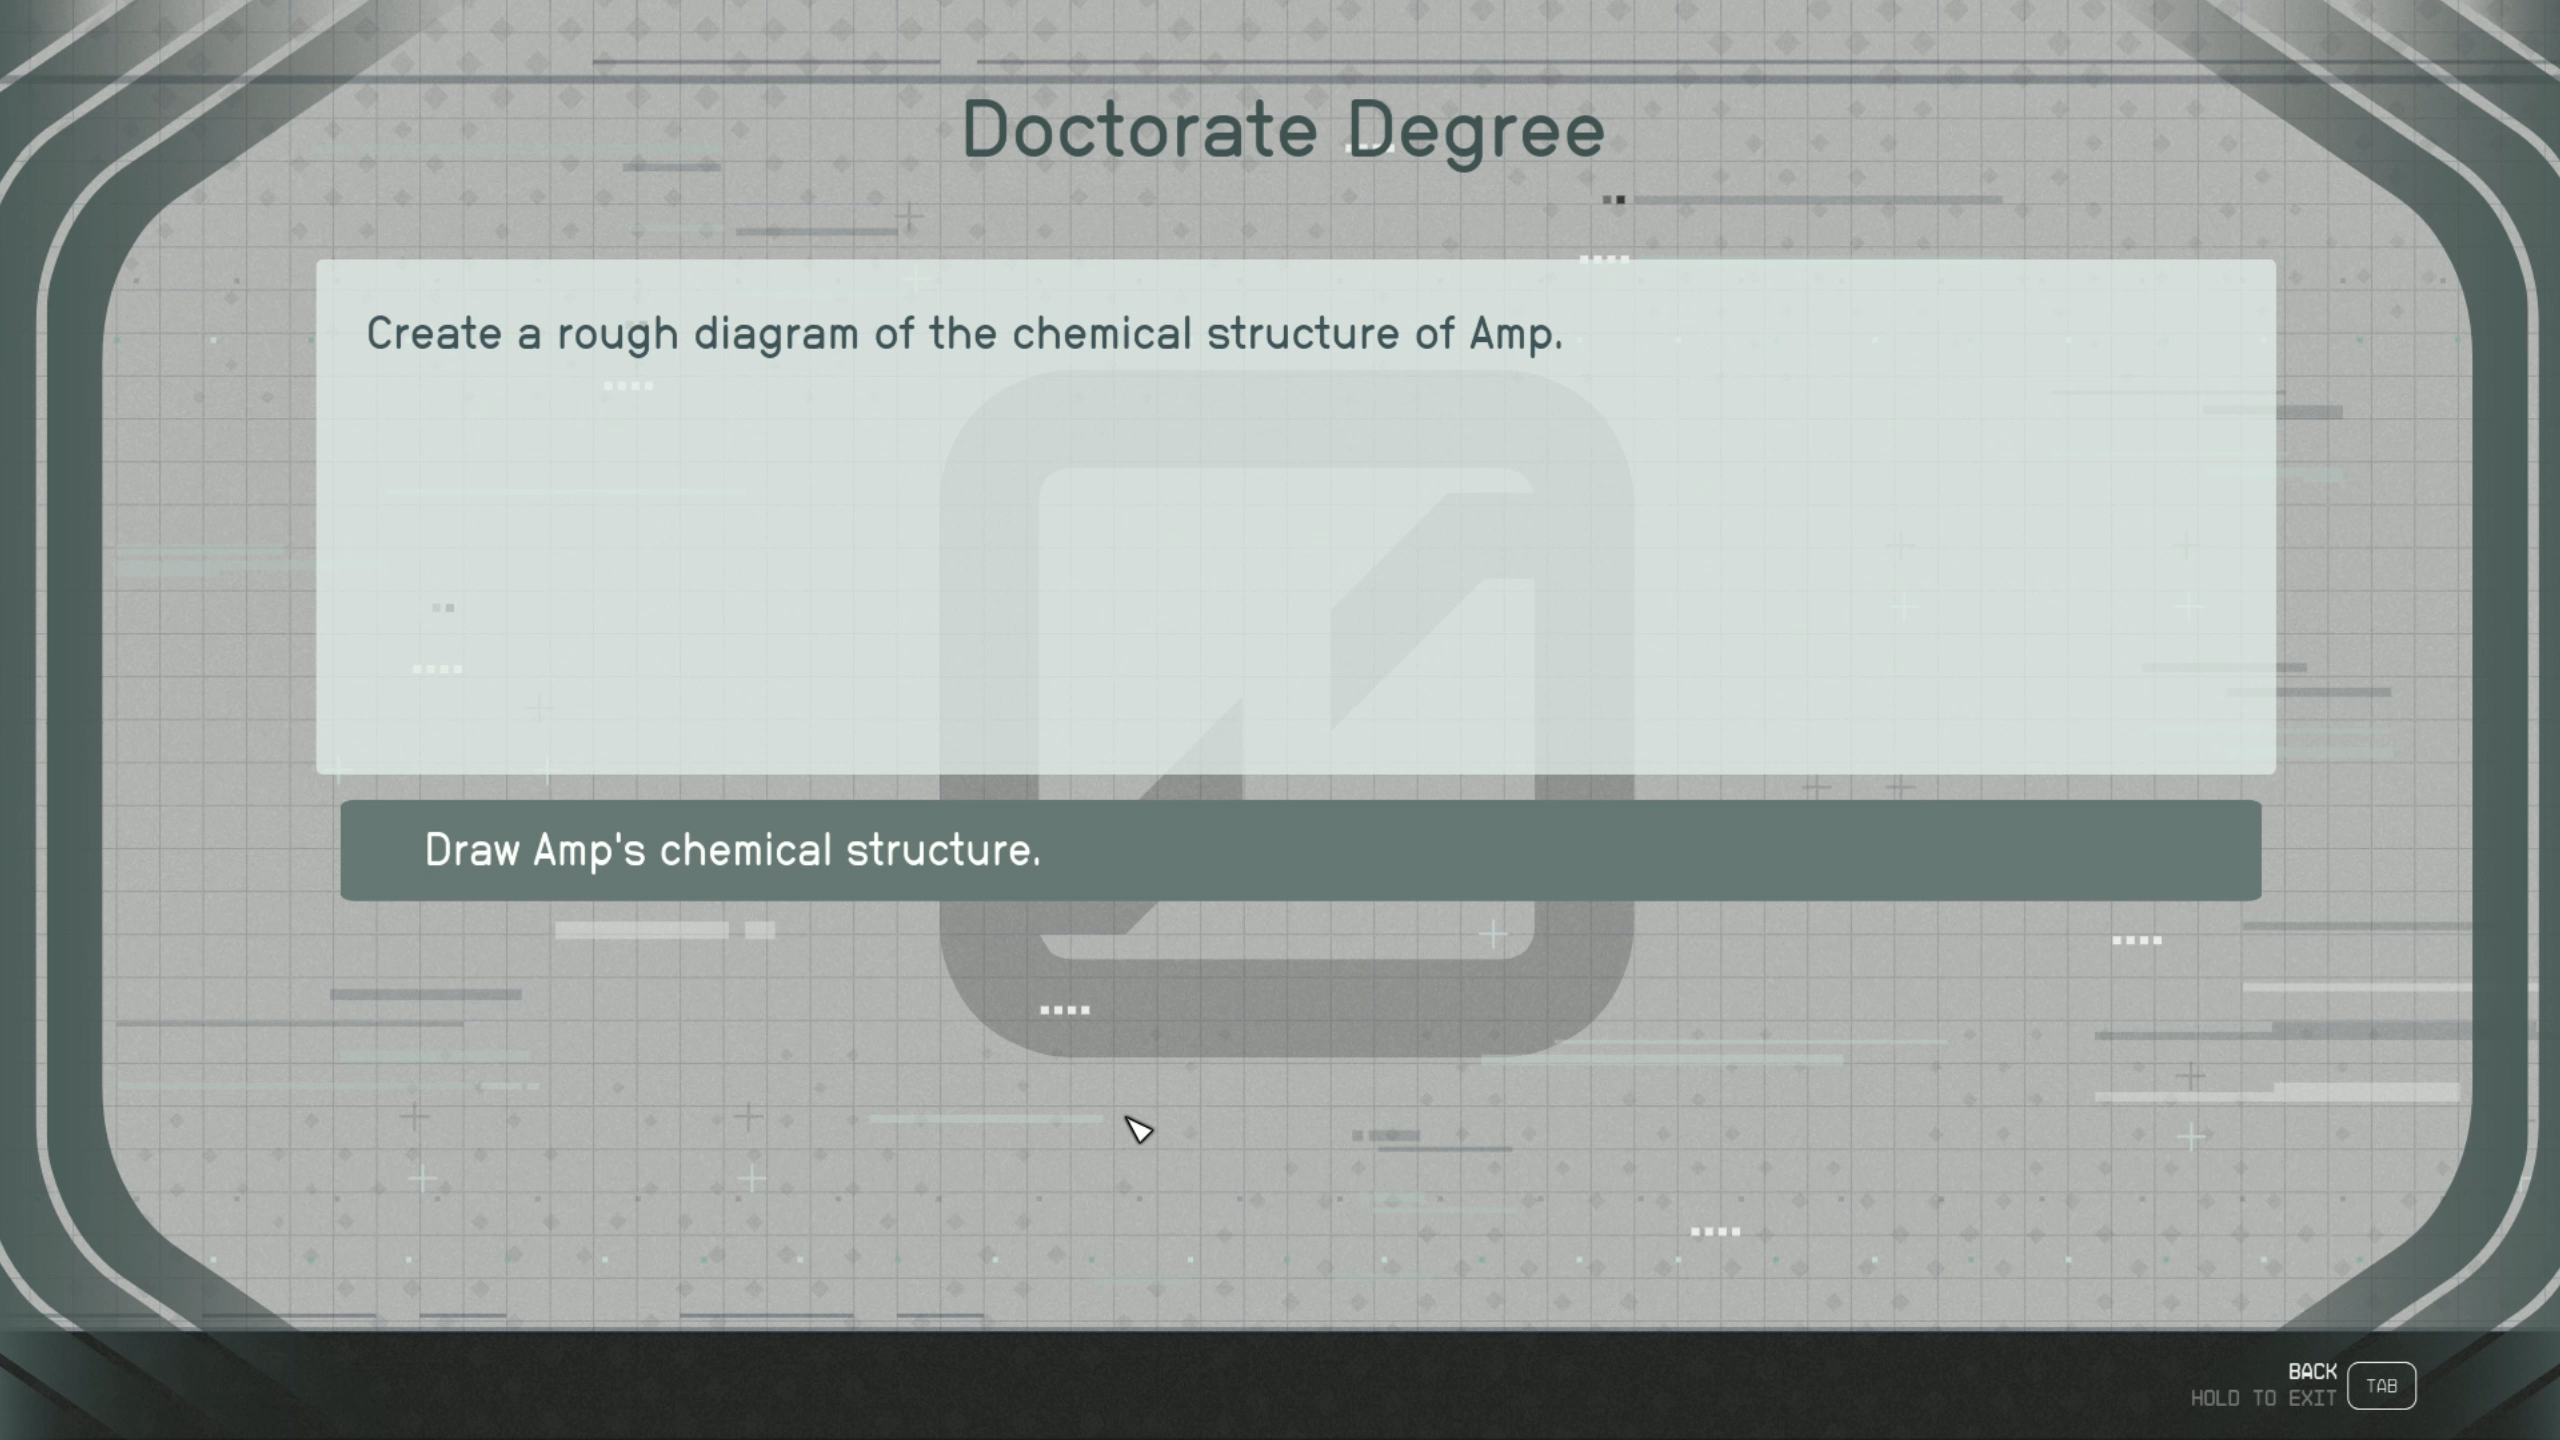 Doctorate Degree
Create a rough diagram of the chemical structure of Amp.
Draw Amp's chemical structure.
BACK
HOLD TO EXIT
TAB